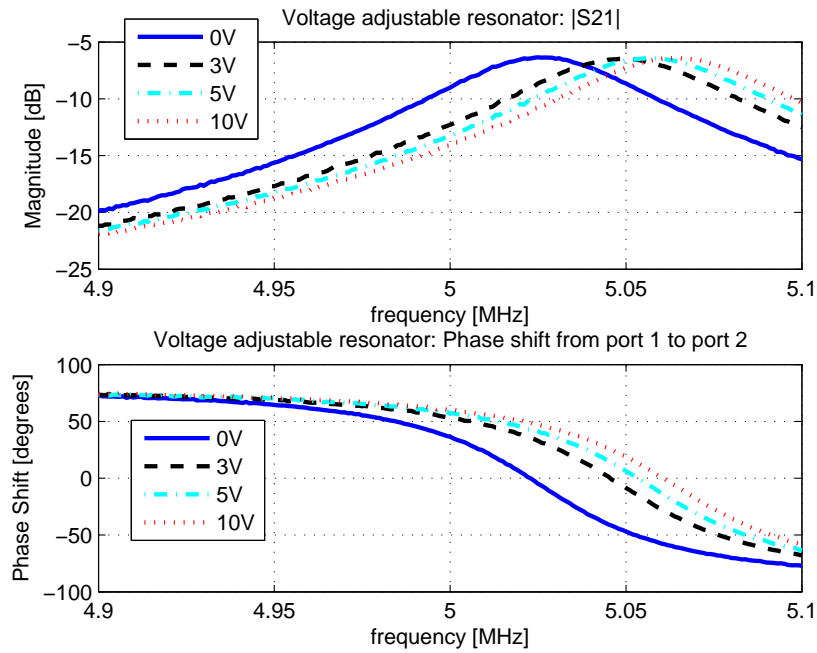 Voltage adjustable resonator: |S21|
−5
−10
−15
−20
−25
Magnitude [dB]
0V
3V
5V
10V
4.9
4.95
5
5.05
5.1
frequency [MHz]
Voltage adjustable resonator: Phase shift from port 1 to port 2
100
50
0
−50
−100
Phase Shift [degrees]
0V
3V
5V
10V
4.9
4.95
5
5.05
5.1
frequency [MHz]